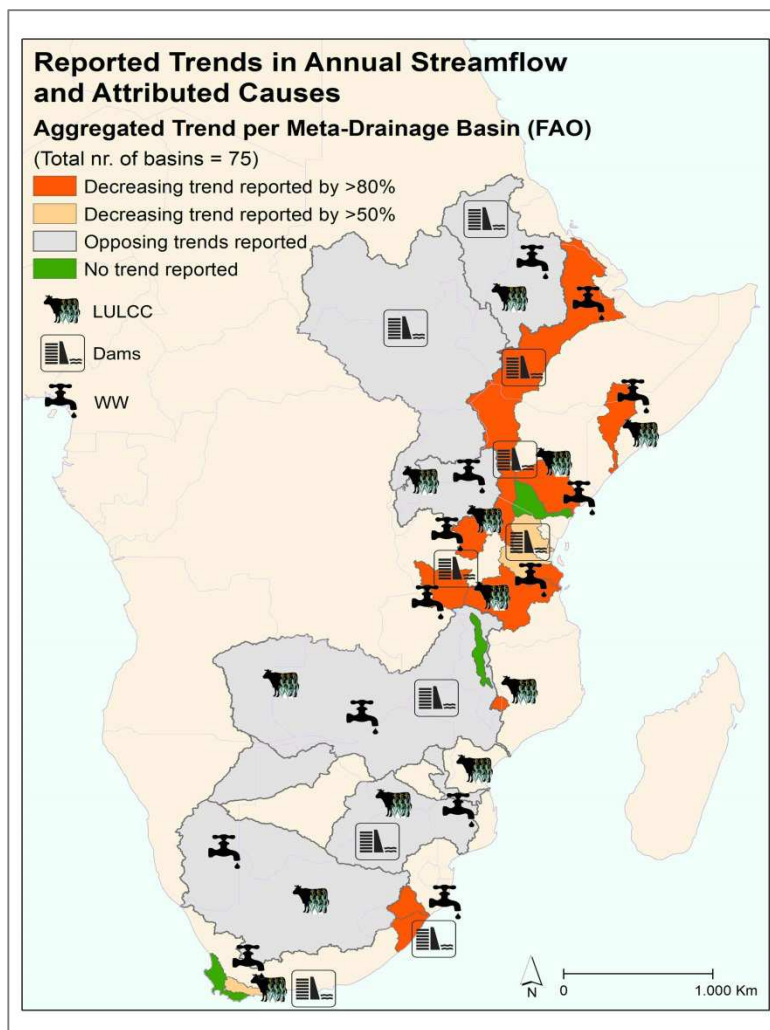 Reported Trends in Annual Streamflow
and Attributed Causes
Aggregated Trend per Meta-Drainage Basin (FAO)
(Total nr. of basins = 75)
Decreasing trend reported by >80%
Decreasing trend reported by >50%
Opposing trends reported
No trend reported
LULCC
Dams
WW
N
0 1.000 Km